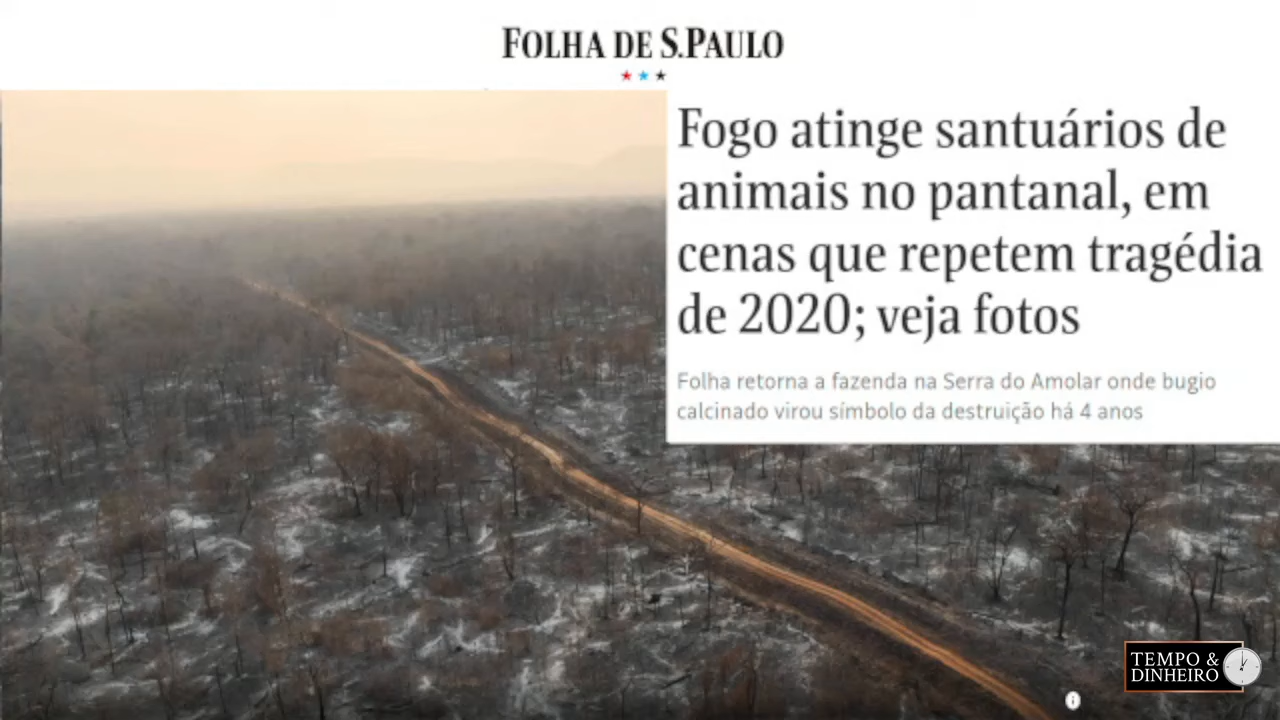 FOLHA DE S.PAULO
Fogo atinge santuários de
animais no pantanal, em
cenas que repetem tragédia
de 2020; veja fotos
Folha retorna a fazenda na Serra do Amolar onde bugio
calcinado virou símbolo da destruição há 4 anos
TEMPO &
DINHEIRO